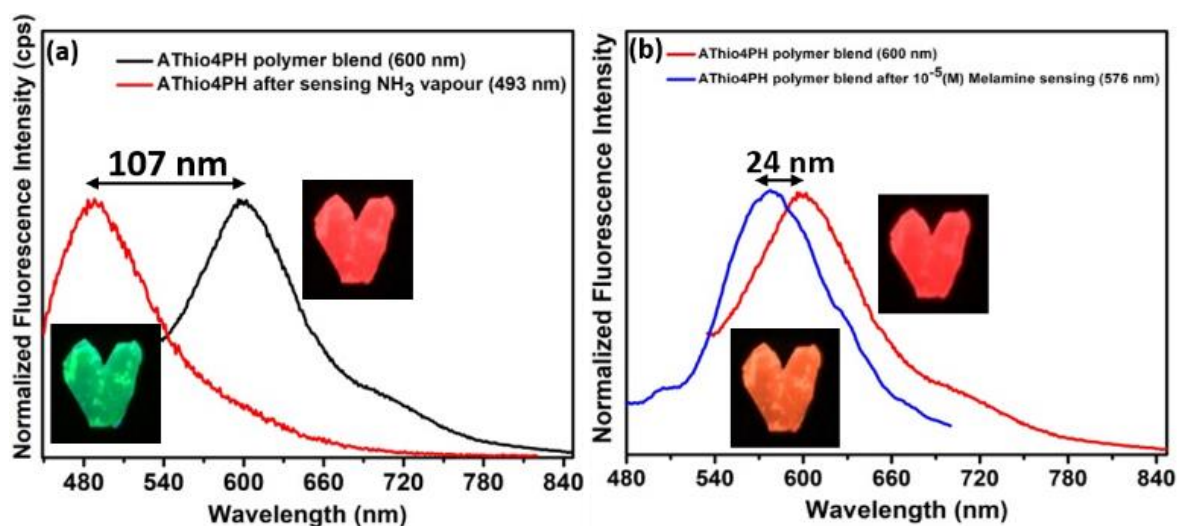 (a)
AThio4PH polymer blend (600 nm)
AThio4PH after sensing NH3 vapour (493 nm)
107 nm
Normalized Fluorescence Intensity (cps)
480 540 600 660 720 780 840
Wavelength (nm)
(b)
AThio4PH polymer blend (600 nm)
AThio4PH polymer blend after 10-5(M) Melamine sensing (576 nm)
24 nm
Normalized Fluorescence Intensity
480 540 600 660 720 780 840
Wavelength (nm)